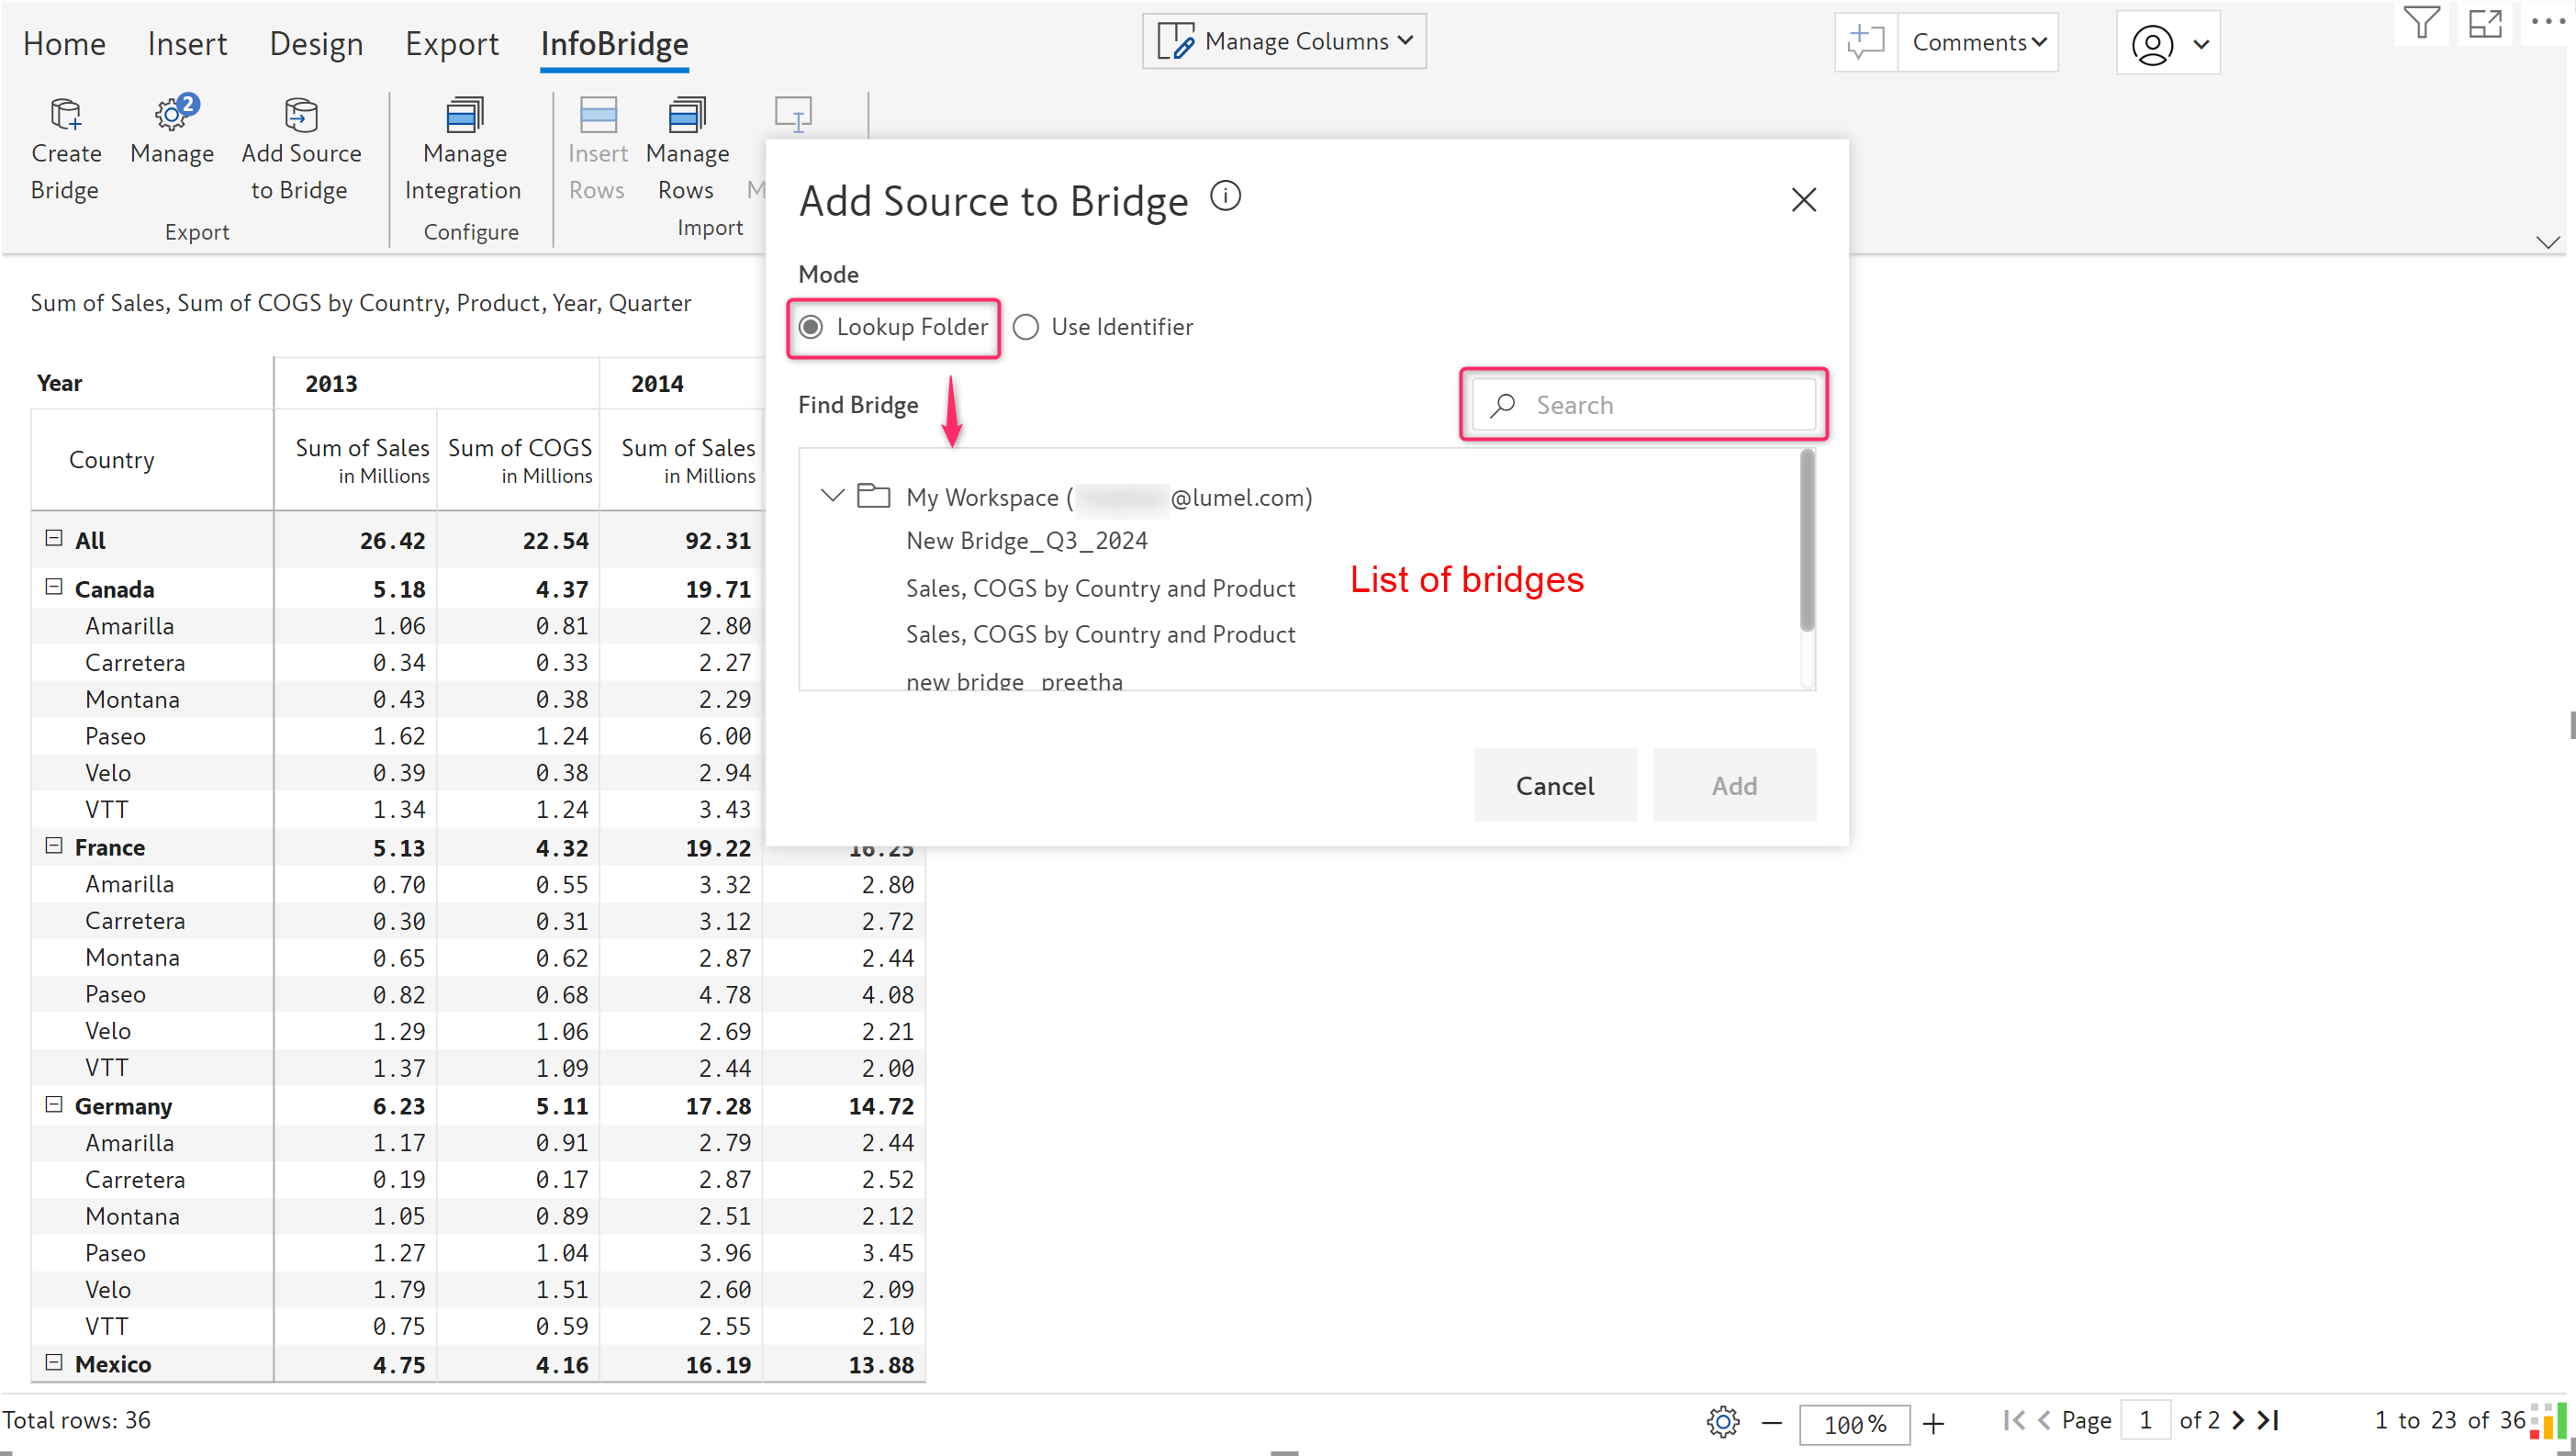 Home Insert Design Export InfoBridge
Manage Columns
Comments
2
Create Bridge
Manage
Add Source to Bridge
Export
Manage Integration
Configure
Insert Rows
Manage Rows
M
Import
Add Source to Bridge
Mode
Lookup Folder Use Identifier
Find Bridge
Search
My Workspace ( @lumel.com)
New Bridge_Q3_2024
Sales, COGS by Country and Product
List of bridges
Sales, COGS by Country and Product
new bridge_ preetha
Cancel Add
Sum of Sales, Sum of COGS by Country, Product, Year, Quarter
Year 2013 2014
Country
Sum of Sales in Millions
Sum of COGS in Millions
Sum of Sales in Millions
All 26.42 22.54 92.31
Canada 5.18 4.37 19.71
Amarilla 1.06 0.81 2.80
Carretera 0.34 0.33 2.27
Montana 0.43 0.38 2.29
Paseo 1.62 1.24 6.00
Velo 0.39 0.38 2.94
VTT 1.34 1.24 3.43
France 5.13 4.32 19.22 16.25
Amarilla 0.70 0.55 3.32 2.80
Carretera 0.30 0.31 3.12 2.72
Montana 0.65 0.62 2.87 2.44
Paseo 0.82 0.68 4.78 4.08
Velo 1.29 1.06 2.69 2.21
VTT 1.37 1.09 2.44 2.00
Germany 6.23 5.11 17.28 14.72
Amarilla 1.17 0.91 2.79 2.44
Carretera 0.19 0.17 2.87 2.52
Montana 1.05 0.89 2.51 2.12
Paseo 1.27 1.04 3.96 3.45
Velo 1.79 1.51 2.60 2.09
VTT 0.75 0.59 2.55 2.10
Mexico 4.75 4.16 16.19 13.88
Total rows: 36
100%
Page 1 of 2
1 to 23 of 36